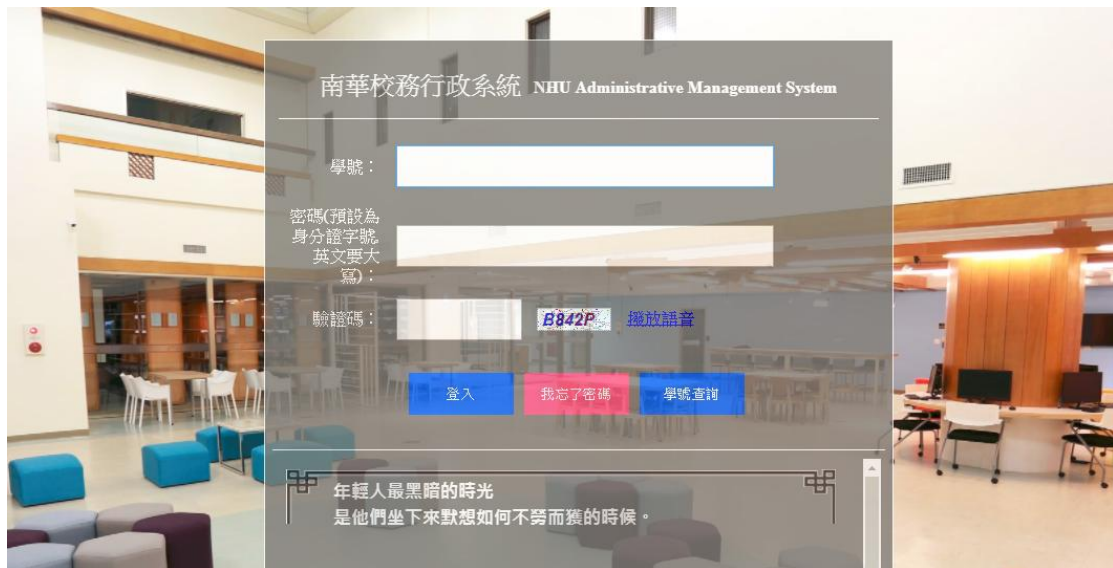 南華校務行政系統 NHU Administrative Management System
學號：
密碼(預設為
身分證字號,
英文要大
寫)：
驗證碼：
B842P 撥放語音
登入 我忘了密碼 學號查詢
年輕人最黑暗的時光
是他們坐下來默想如何不勞而獲的時候。